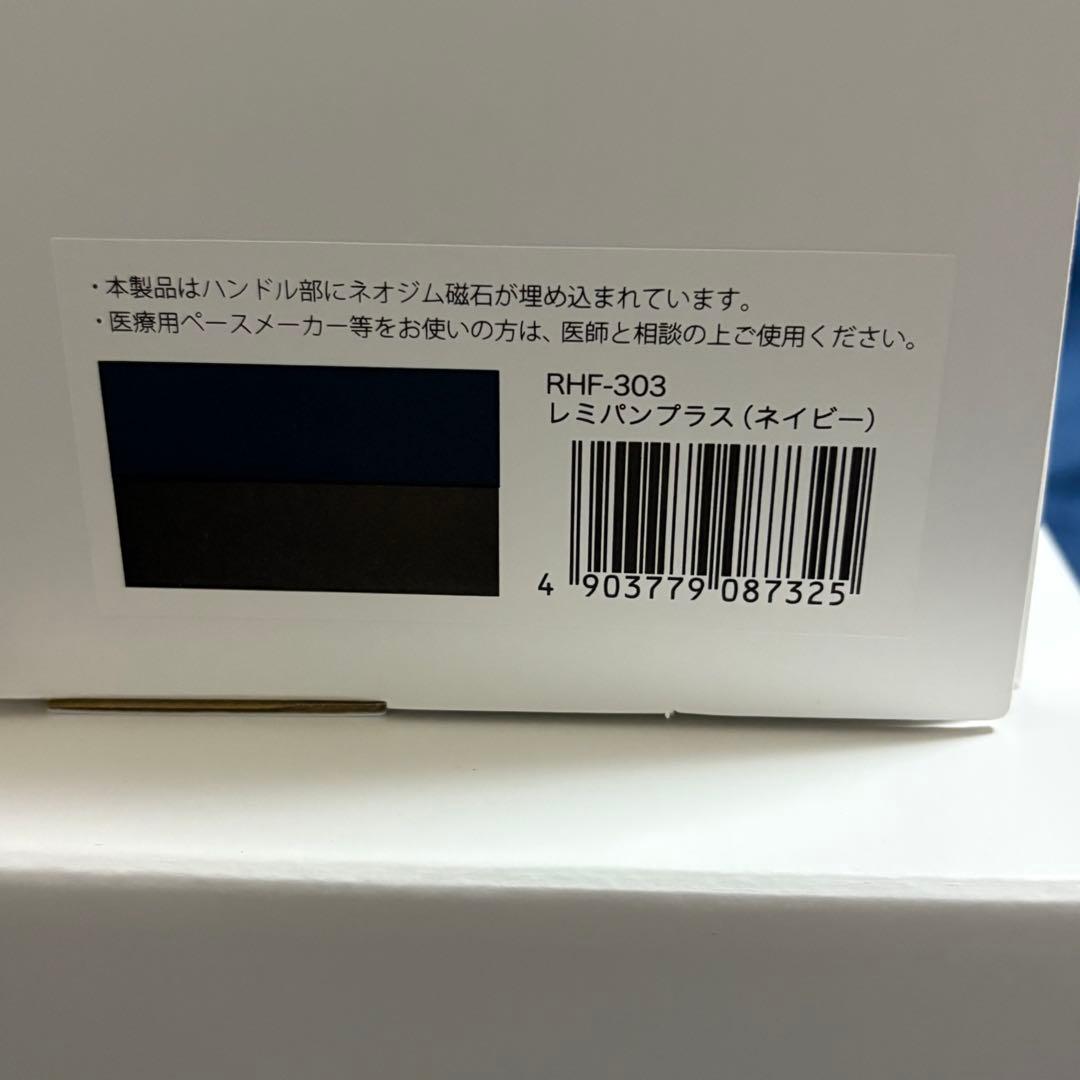 ・本製品はハンドル部にネオジム磁石が埋め込まれています。
・医療用ペースメーカー等をお使いの方は、医師と相談の上ご使用ください。
RHF-303
レミパンプラス（ネイビー）
4 903779 087325